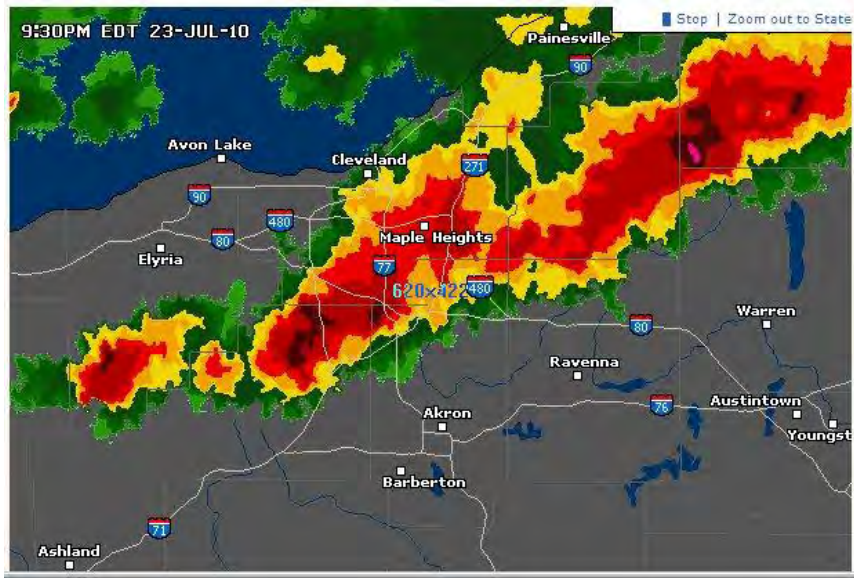 Stop | Zoom out to State
9:30PM EDT 23-JUL-10
Painesville
90
Avon Lake
Cleveland
271
90
480
80
Maple Heights
Elyria
77
620x422
480
Warren
80
Ravenna
76
Austintown
Akron
Youngst
Barberton
71
Ashland